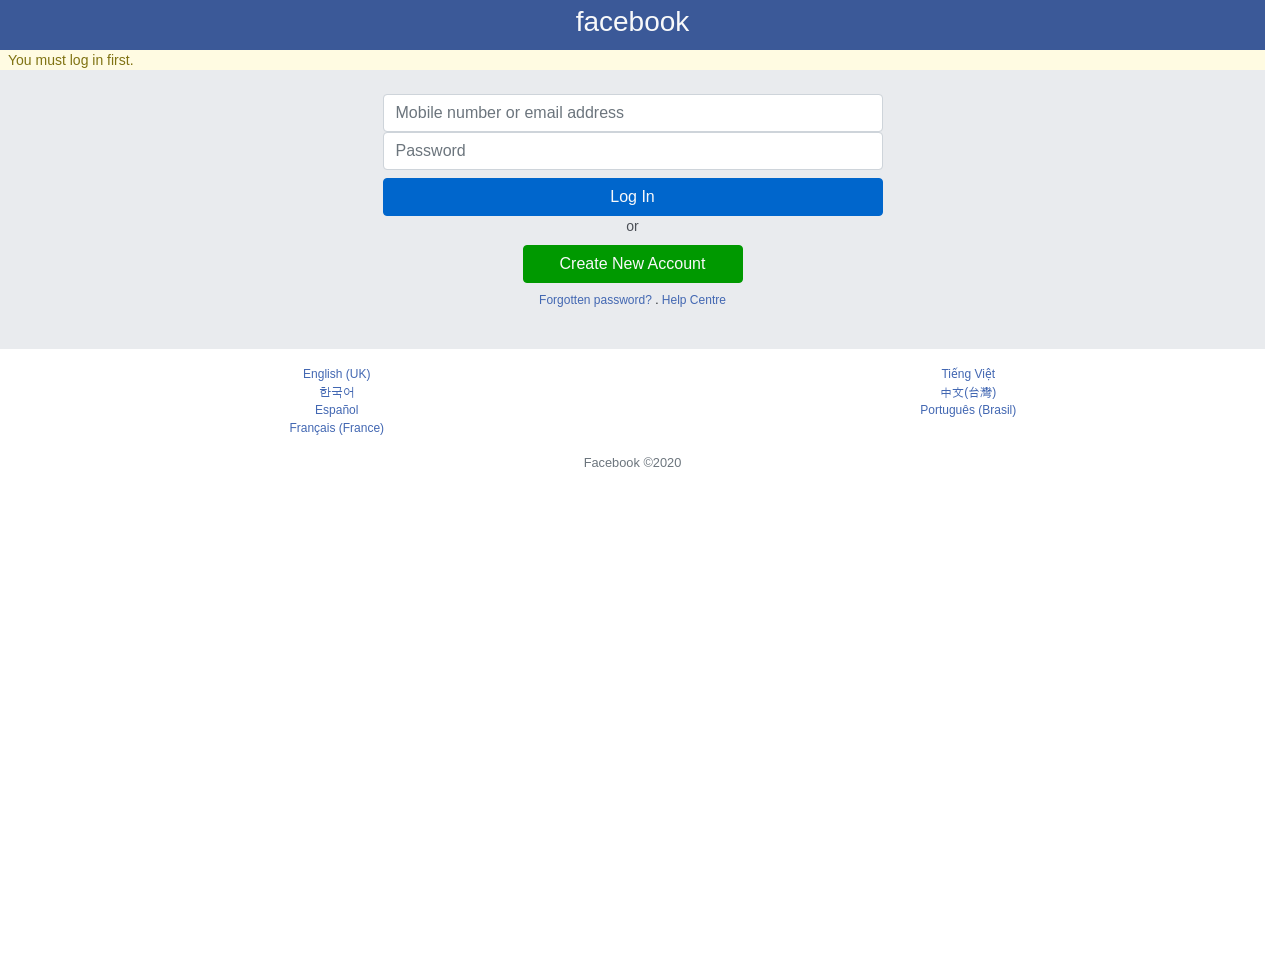 facebook
You must log in first.
Mobile number or email address
Password
Log In
or
Create New Account
Forgotten password? . Help Centre
English (UK)
한국어
Español
Français (France)
Tiếng Việt
中文(台灣)
Português (Brasil)
Facebook ©2020